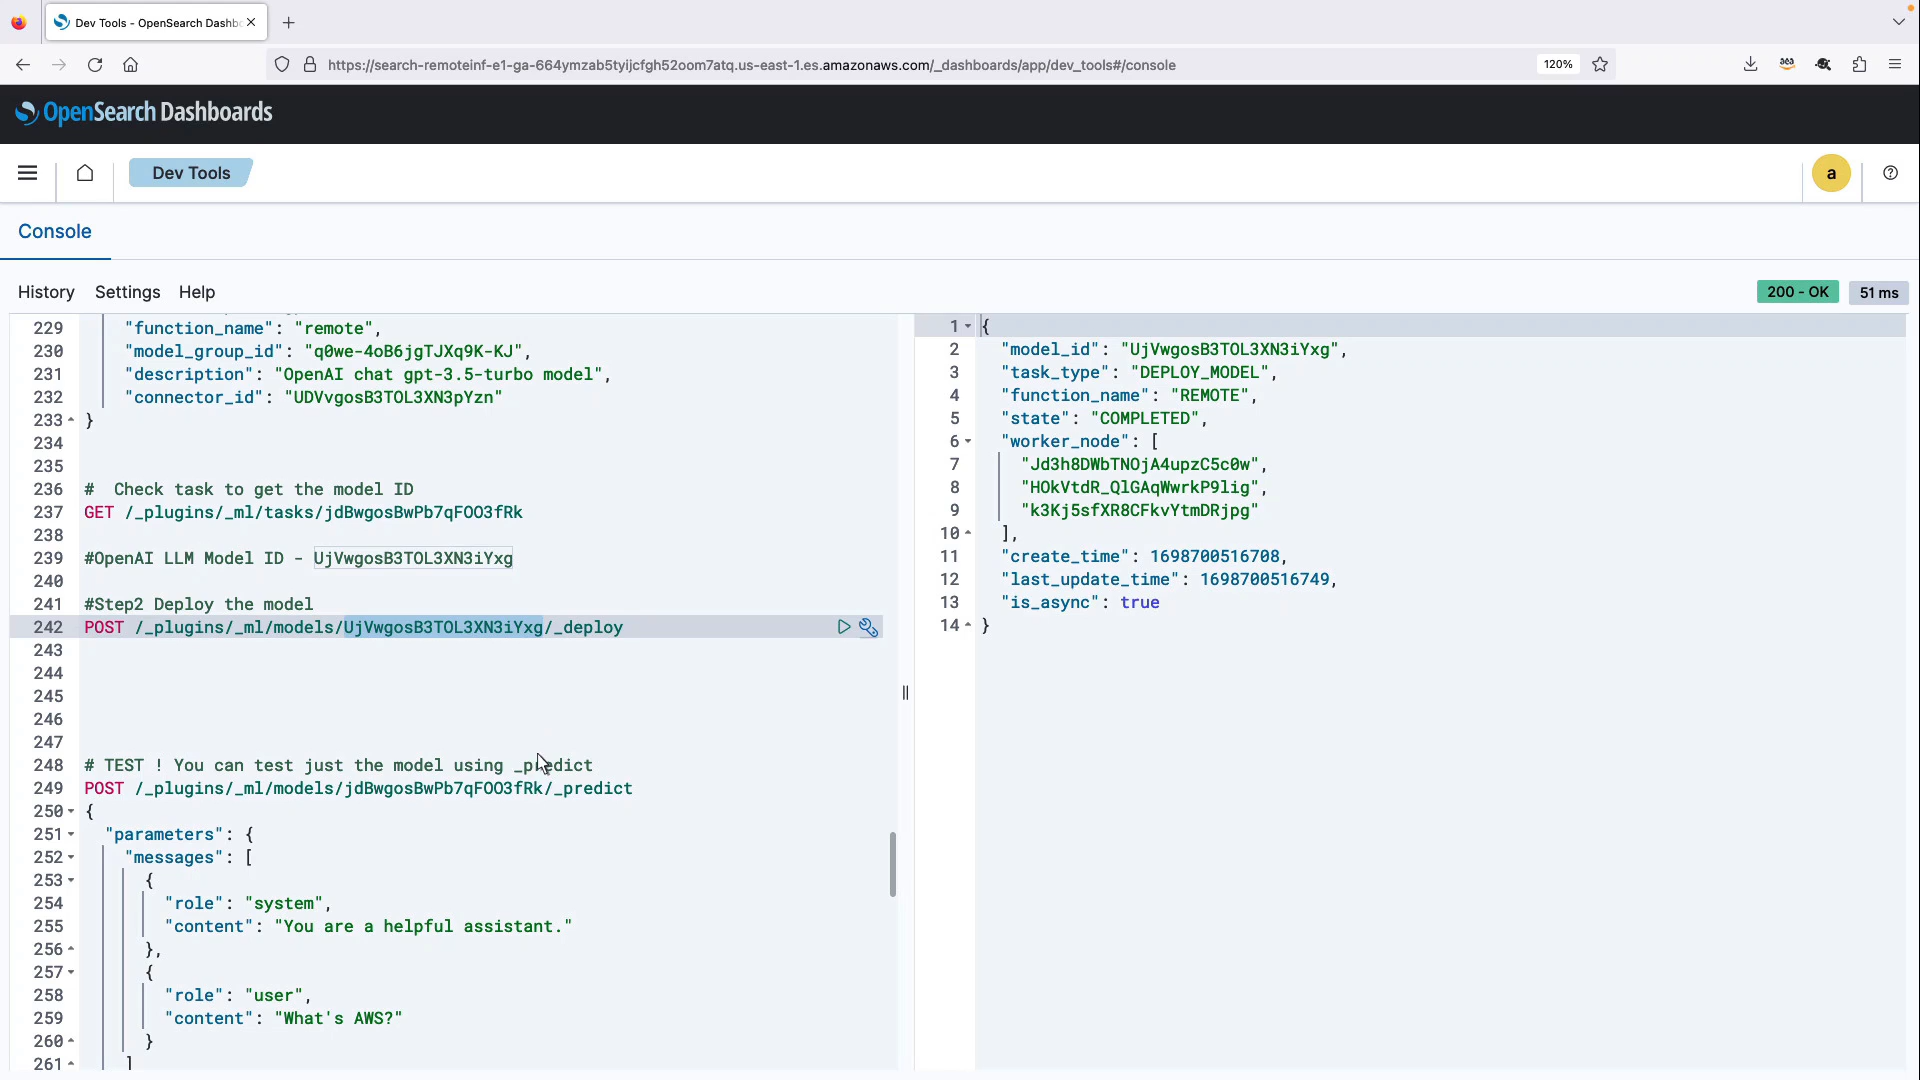 Dev Tools - OpenSearch Dashb
https://search-remoteinf-e1-ga-664ymzab5tyijcfgh52oom7atq.us-east-1.es.amazonaws.com/_dashboards/app/dev_tools#/console
120%
aea
OpenSearch Dashboards
Dev Tools
a
Console
History Settings Help
200 - OK
51 ms
229 "function_name": "remote",
230 "model_group_id": "q0we-4oB6jgTJXq9K-KJ",
231 "description": "OpenAI chat gpt-3.5-turbo model",
232 "connector_id": "UDVvgosB3TOL3XN3pYzn"
233 }
234
235
236 #  Check task to get the model ID
237 GET /_plugins/_ml/tasks/jdBwgosBwPb7qFOO3fRk
238
239 #OpenAI LLM Model ID - UjVwgosB3TOL3XN3iYxg
240
241 #Step2 Deploy the model
242 POST /_plugins/_ml/models/UjVwgosB3TOL3XN3iYxg/_deploy
243
244
245
246
247
248 # TEST ! You can test just the model using _predict
249 POST /_plugins/_ml/models/jdBwgosBwPb7qFOO3fRk/_predict
250 {
251 "parameters": {
252 "messages": [
253 {
254 "role": "system",
255 "content": "You are a helpful assistant."
256 },
257 {
258 "role": "user",
259 "content": "What's AWS?"
260 }
261 ]
1 {
2 "model_id": "UjVwgosB3TOL3XN3iYxg",
3 "task_type": "DEPLOY_MODEL",
4 "function_name": "REMOTE",
5 "state": "COMPLETED",
6 "worker_node": [
7 "Jd3h8DWbTNOjA4upzC5c0w",
8 "HOkVtdR_QlGAqWwrkP9lig",
9 "k3Kj5sfXR8CFkvYtmDRjpg"
10 ],
11 "create_time": 1698700516708,
12 "last_update_time": 1698700516749,
13 "is_async": true
14 }